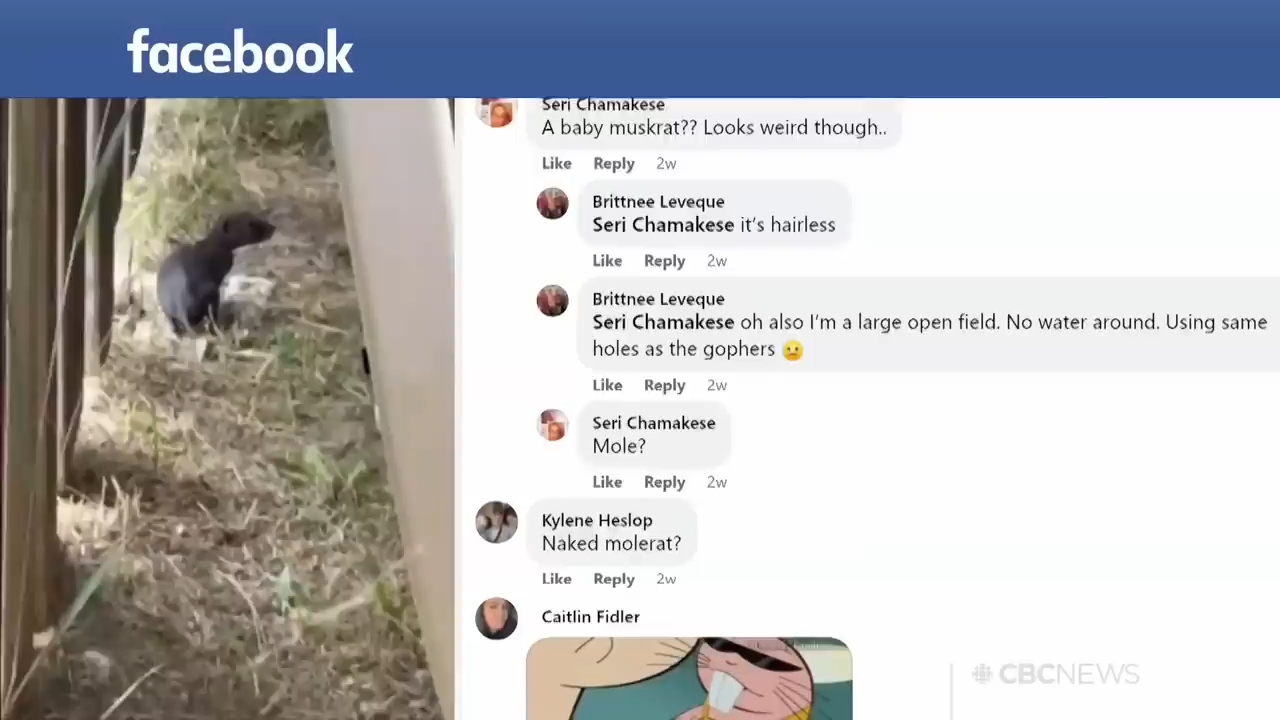 facebook
Seri Chamakese
A baby muskrat?? Looks weird though..
Like Reply 2w
Brittnee Leveque
Seri Chamakese it's hairless
Like Reply 2w
Brittnee Leveque
Seri Chamakese oh also I'm a large open field. No water around. Using same
holes as the gophers
Like Reply 2w
Seri Chamakese
Mole?
Like Reply 2w
Kylene Heslop
Naked molerat?
Like Reply 2w
Caitlin Fidler
CBCNEWS